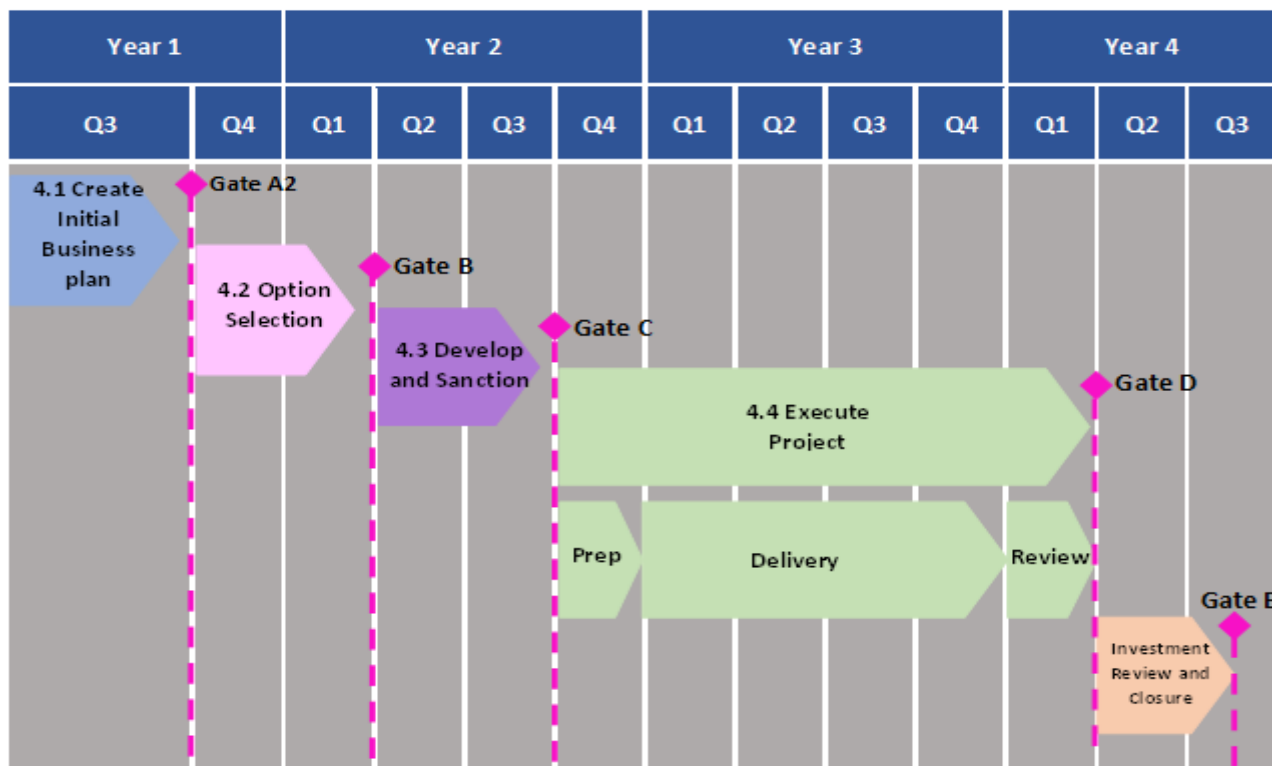 Year 1
Year 2
Year 3
Year 4
Q3
Q4
Q1
Q2
Q3
Q4
Q1
Q2
Q3
Q4
Q1
Q2
Q3
4.1 Create
Initial
Business
plan
Gate A2
4.2 Option
Selection
Gate B
4.3 Develop
and Sanction
Gate C
4.4 Execute
Project
Gate D
Prep
Delivery
Review
Gate E
Investment
Review and
Closure